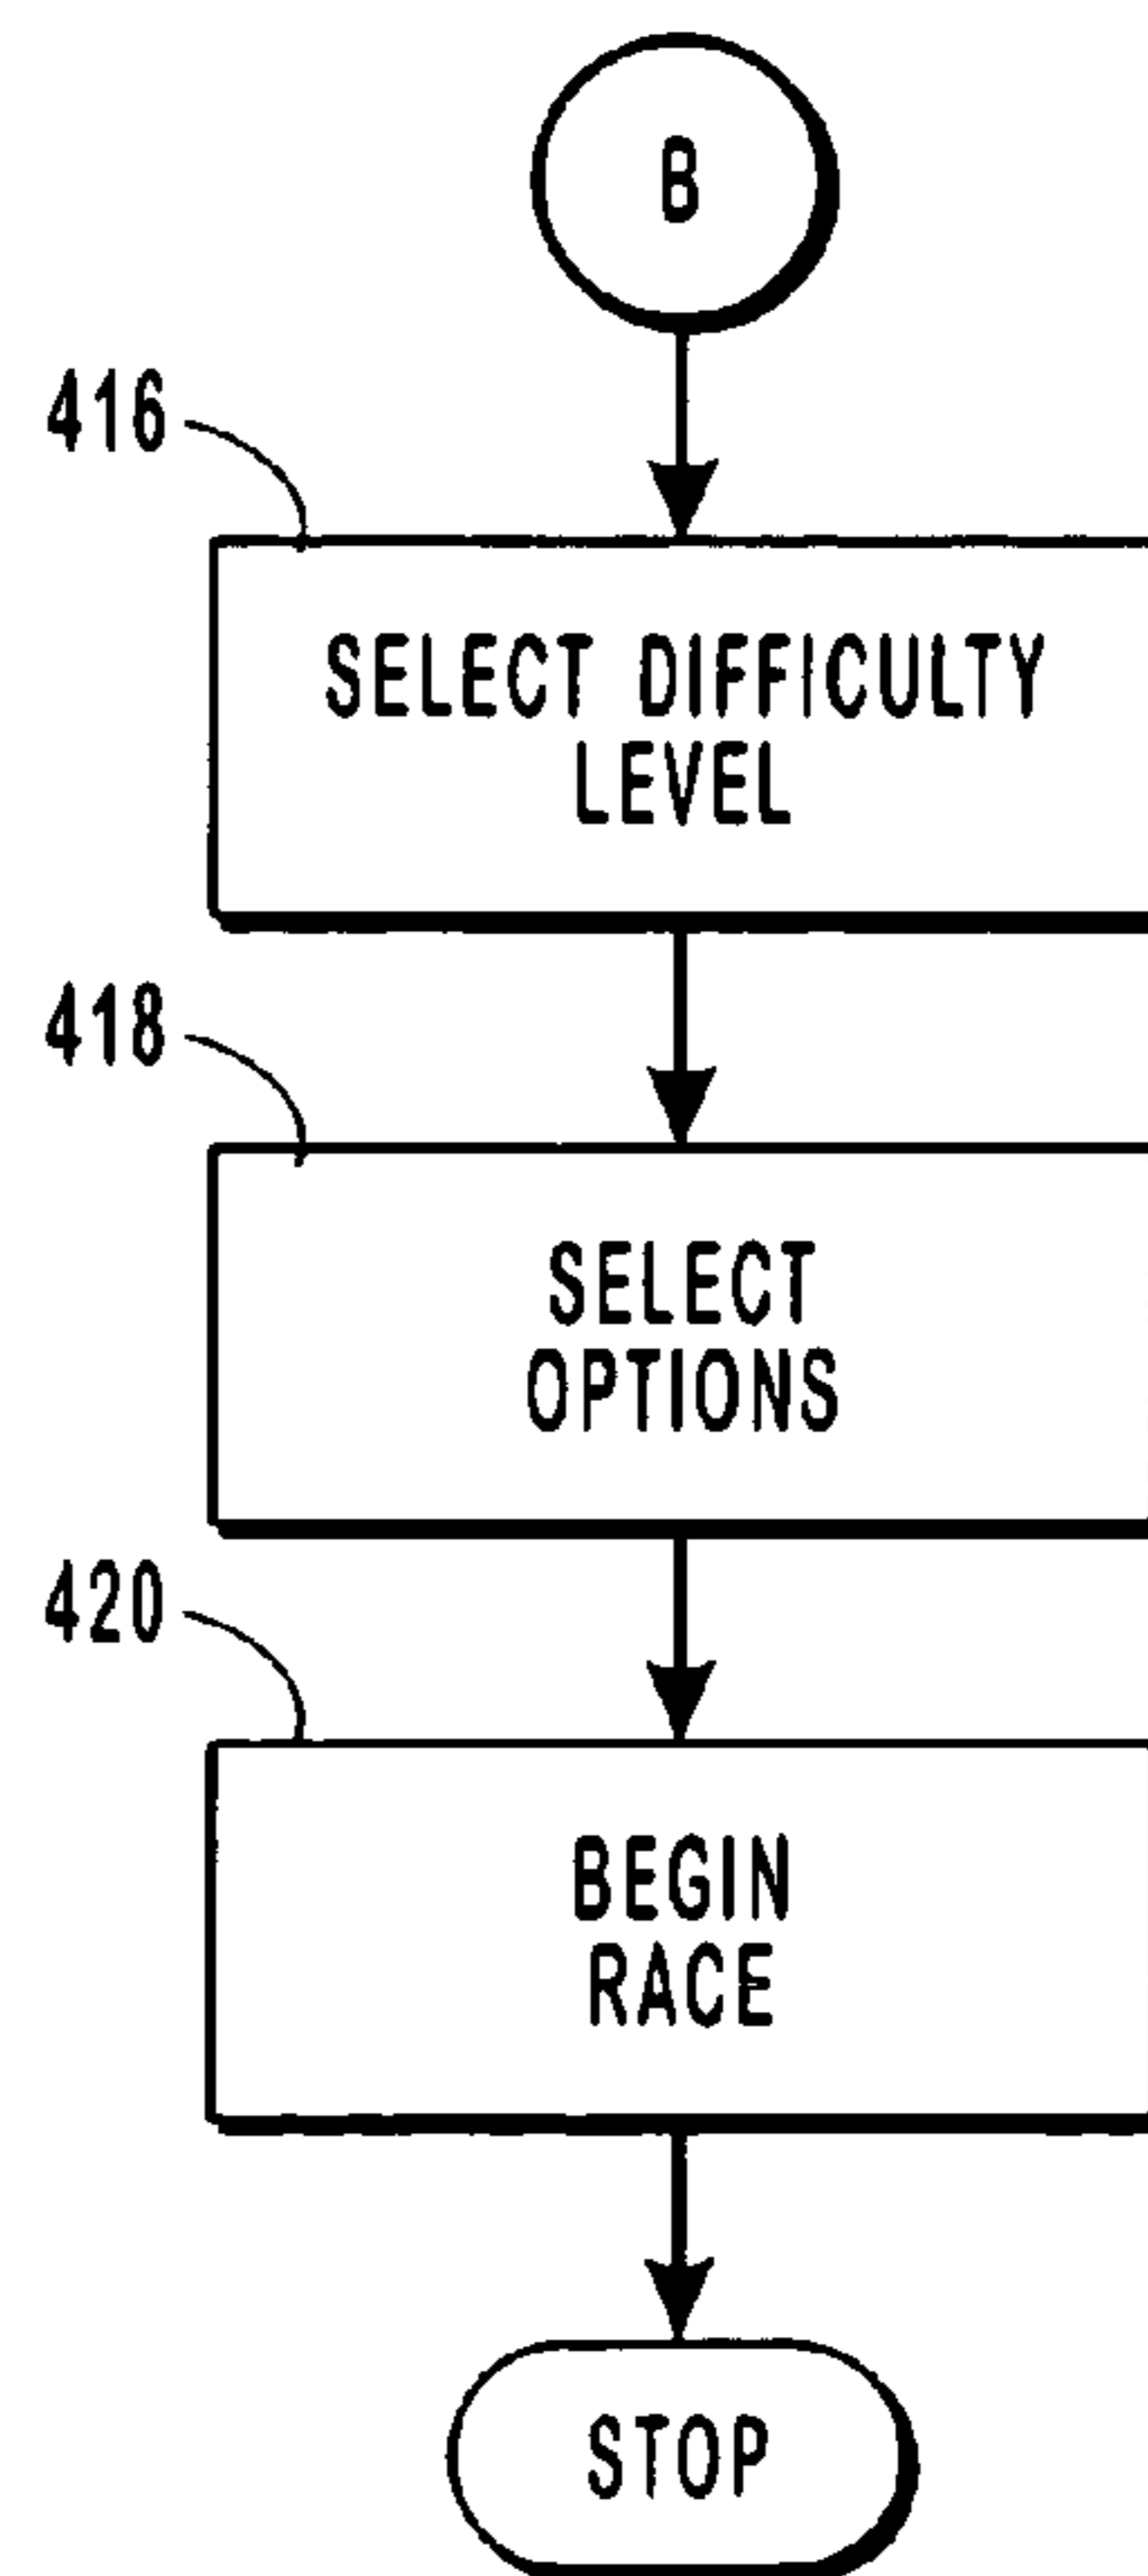 B
416
SELECT DIFFICULTY
LEVEL
418
SELECT
OPTIONS
420
BEGIN
RACE
STOP